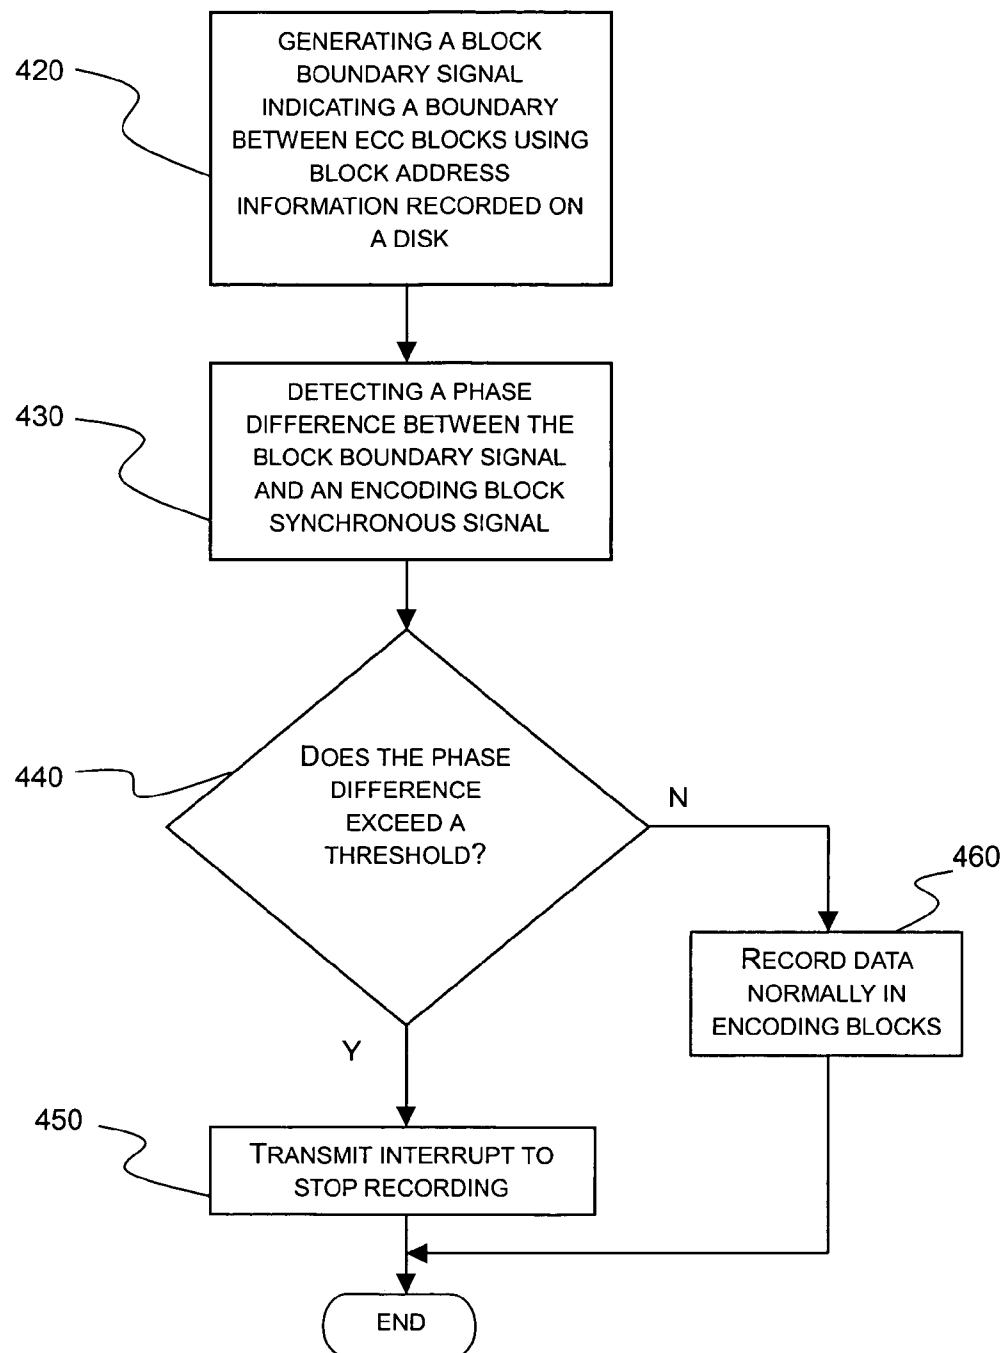 420
GENERATING A BLOCK
BOUNDARY SIGNAL
INDICATING A BOUNDARY
BETWEEN ECC BLOCKS USING
BLOCK ADDRESS
INFORMATION RECORDED ON
A DISK
430
DETECTING A PHASE
DIFFERENCE BETWEEN THE
BLOCK BOUNDARY SIGNAL
AND AN ENCODING BLOCK
SYNCHRONOUS SIGNAL
440
DOES THE PHASE
DIFFERENCE
EXCEED A
THRESHOLD?
N
460
RECORD DATA
NORMALLY IN
ENCODING BLOCKS
Y
450
TRANSMIT INTERRUPT TO
STOP RECORDING
END